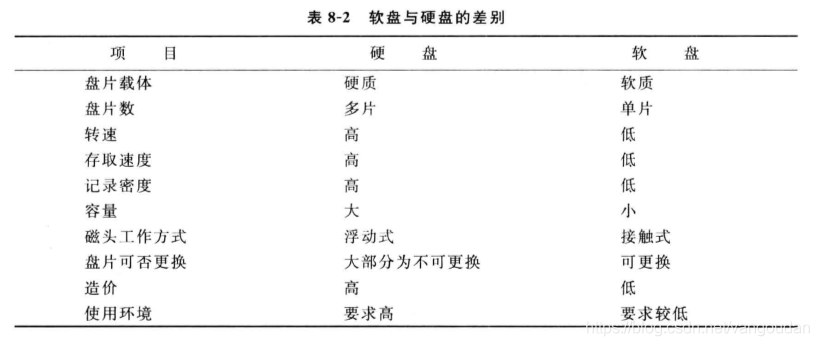 表 8-2 软盘与硬盘的差别
项 目 硬 盘 软 盘
盘片载体 硬质 软质
盘片数 多片 单片
转速 高 低
存取速度 高 低
记录密度 高 低
容量 大 小
磁头工作方式 浮动式 接触式
盘片可否更换 大部分为不可更换 可更换
造价 高 低
使用环境 要求高 要求较低
https://blog.csdn.net/vangoudan